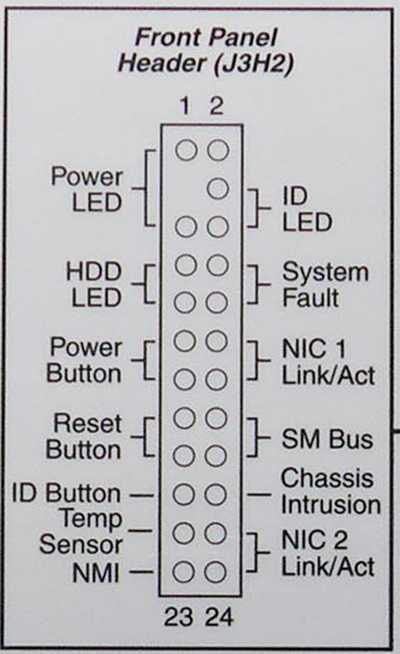 Front Panel
Header (J3H2)
1 2
Power
LED
ID
LED
HDD
LED
System
Fault
Power
Button
NIC 1
Link/Act
Reset
Button
SM Bus
ID Button
Chassis
Intrusion
Temp
Sensor
NIC 2
Link/Act
NMI
23 24